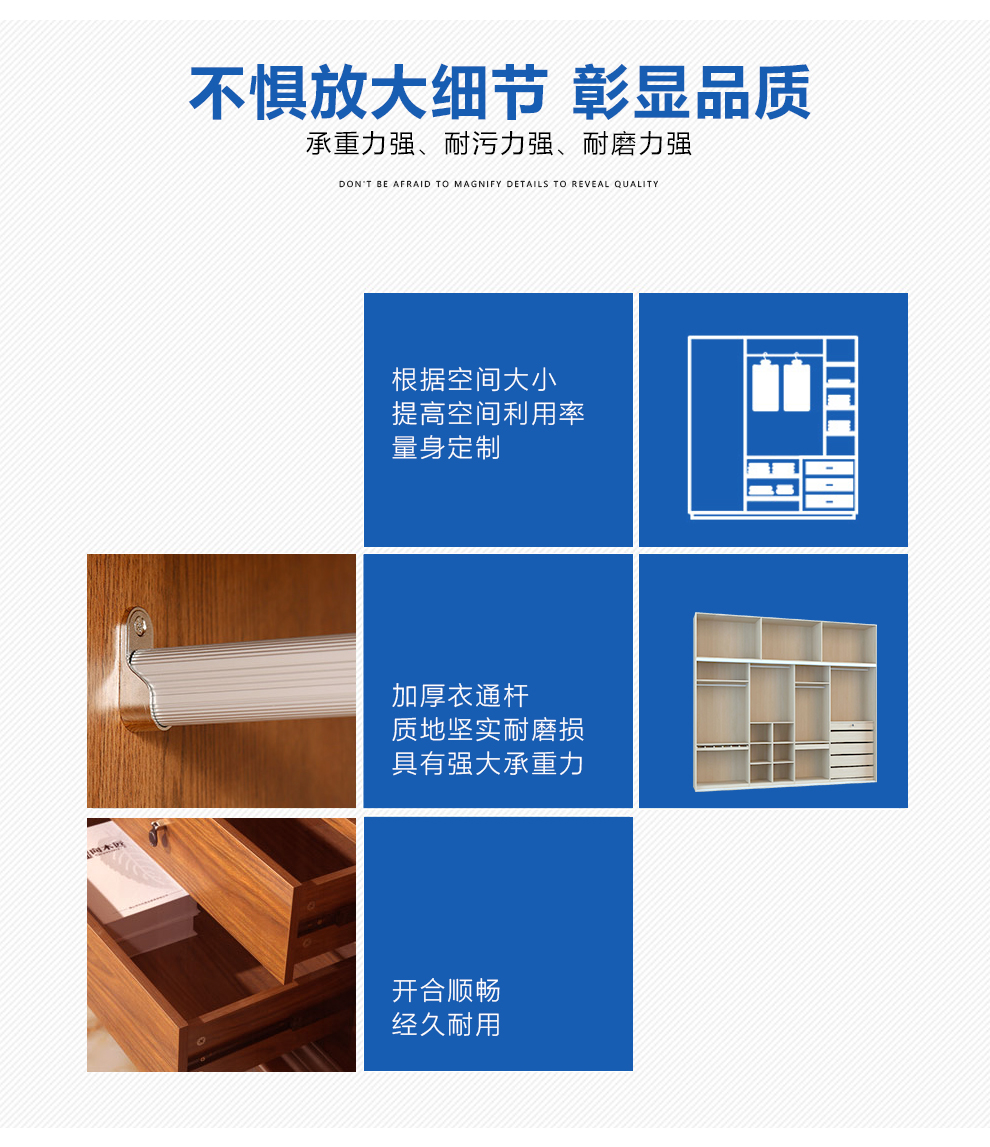 不惧放大细节 彰显品质
承重力强、耐污力强、耐磨力强
DON'T BE AFRAID TO MAGNIFY DETAILS TO REVEAL QUALITY
根据空间大小
提高空间利用率
量身定制
加厚衣通杆
质地坚实耐磨损
具有强大承重力
开合顺畅
经久耐用